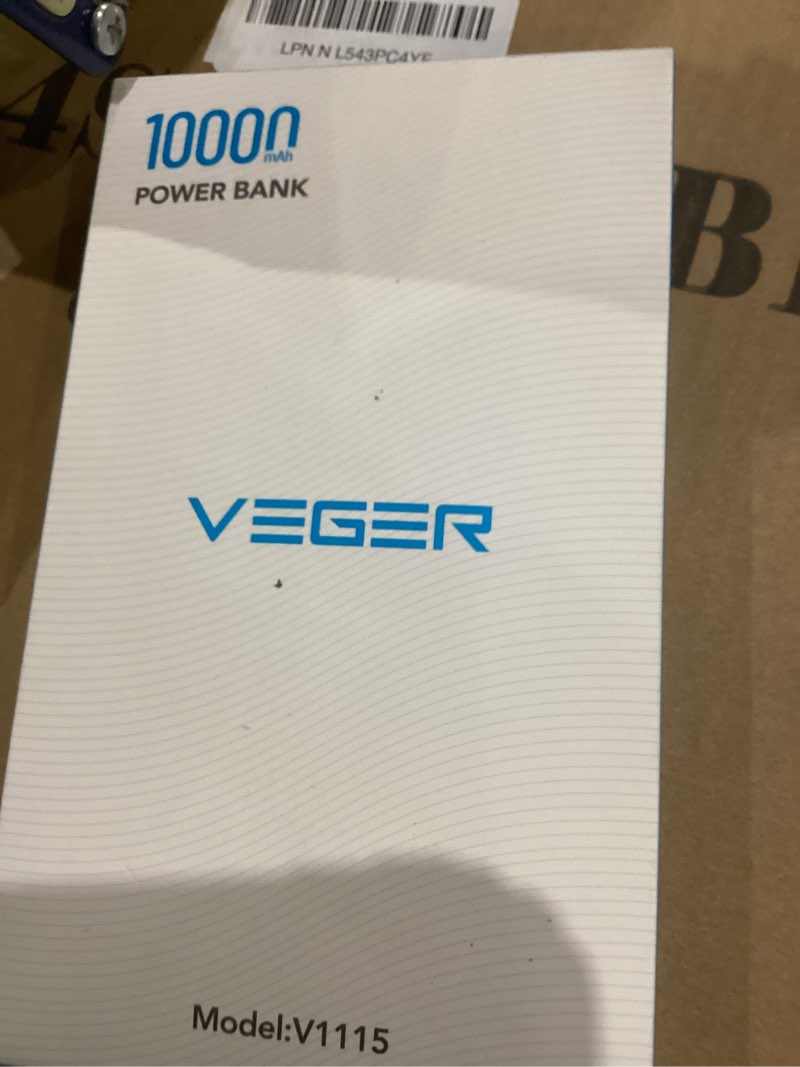 LPN N L543PC4YF
10000
mAh
POWER BANK
VEGER
Model:V1115